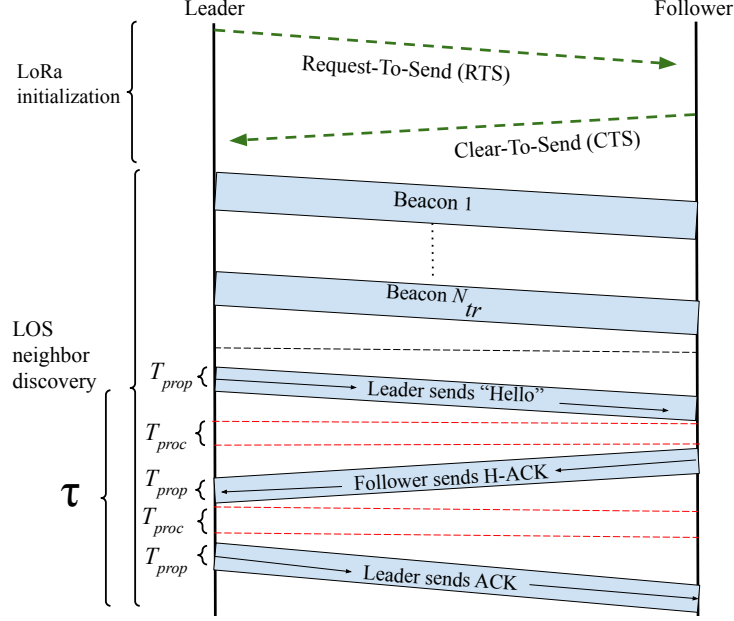 Leader
Follower
LoRa
initialization
Request-To-Send (RTS)
Clear-To-Send (CTS)
Beacon 1
Beacon N_tr
LOS
neighbor
discovery
T_prop
Leader sends “Hello”
T_proc
T_prop
Follower sends H-ACK
τ
T_proc
T_prop
Leader sends ACK